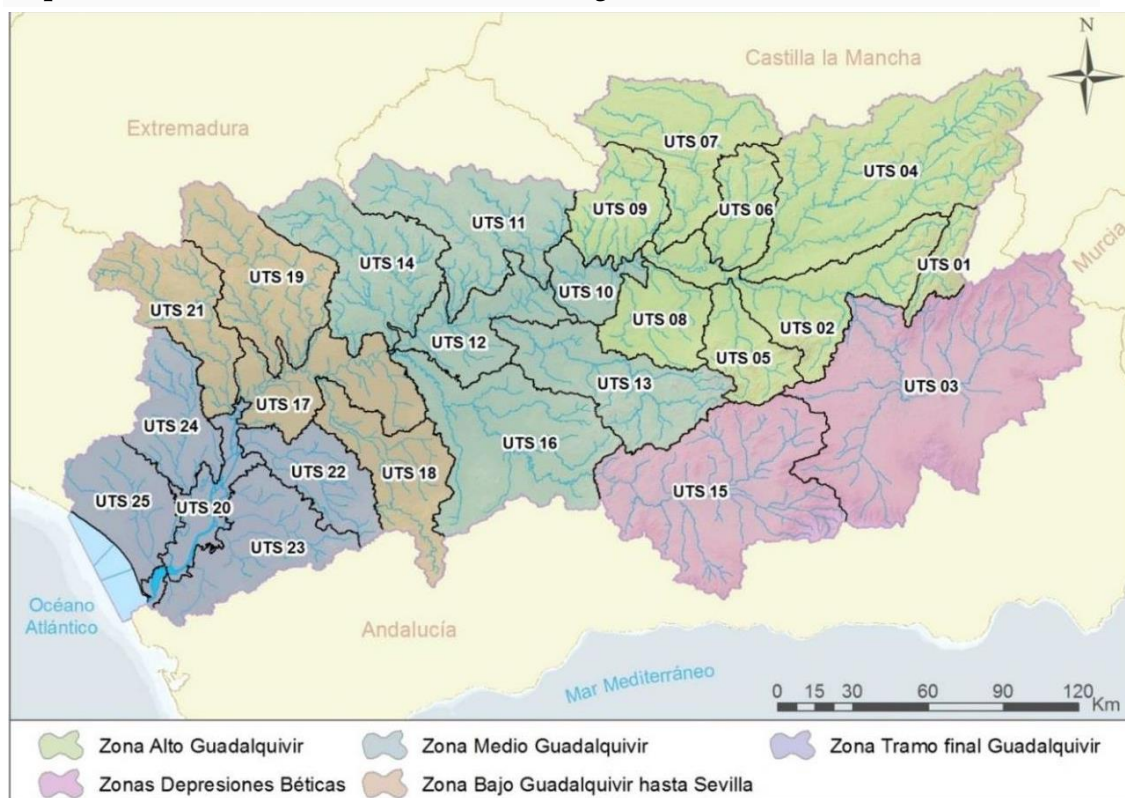 N
Castilla la Mancha
Extremadura
UTS 07
UTS 04
UTS 09
UTS 06
UTS 11
Murcia
UTS 14
UTS 19
UTS 01
UTS 10
UTS 21
UTS 08
UTS 02
UTS 12
UTS 05
UTS 13
UTS 03
UTS 17
UTS 24
UTS 16
UTS 22
UTS 18
UTS 15
UTS 25
UTS 20
UTS 23
Océano
Atlántico
Andalucía
Mar Mediterráneo
0 15 30 60 90 120
Km
Zona Alto Guadalquivir
Zona Medio Guadalquivir
Zona Tramo final Guadalquivir
Zonas Depresiones Béticas
Zona Bajo Guadalquivir hasta Sevilla